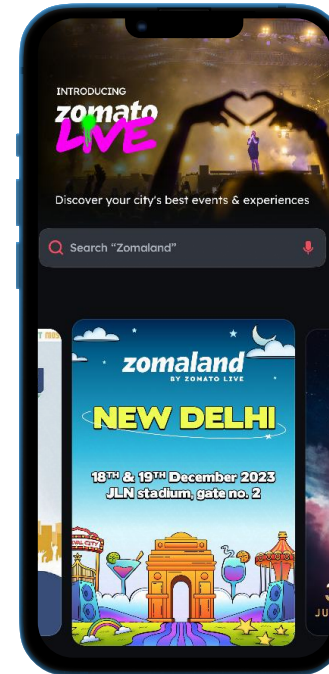 INTRODUCING
zomato
LIVE
Discover your city's best events & experiences
Search “Zomaland”
zomaland
BY ZOMATO LIVE
NEW DELHI
18TH & 19TH December 2023
JLN stadium, gate no. 2